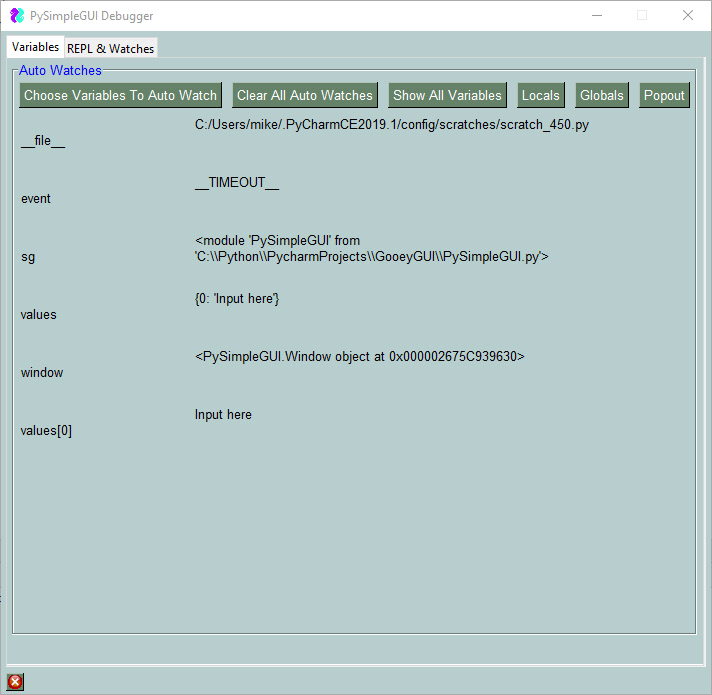 PySimpleGUI Debugger
Variables REPL & Watches
Auto Watches
Choose Variables To Auto Watch Clear All Auto Watches Show All Variables Locals Globals Popout
C:/Users/mike/.PyCharmCE2019.1/config/scratches/scratch_450.py
__file__
__TIMEOUT__
event
<module 'PySimpleGUI' from
sg 'C:\\Python\\PycharmProjects\\GooeyGUI\\PySimpleGUI.py'>
{0: 'Input here'}
values
<PySimpleGUI.Window object at 0x000002675C939630>
window
Input here
values[0]